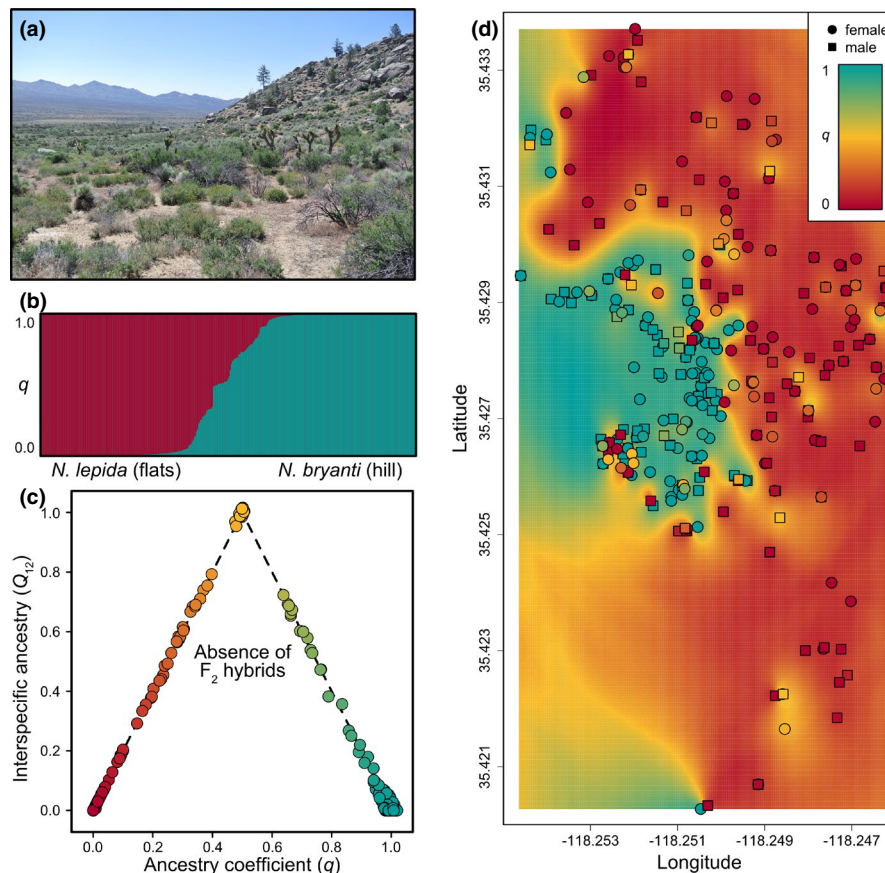 (a)
(b)
1.0
q
0.0
N. lepida (flats)
N. bryanti (hill)
(c)
Interspecific ancestry (Q12)
1.0
0.8
0.6
0.4
0.2
0.0
Absence of
F2 hybrids
0.0 0.2 0.4 0.6 0.8 1.0
Ancestry coefficient (q)
(d)
female
male
1
q
0
Latitude
35.433
35.431
35.429
35.427
35.425
35.423
35.421
-118.253 -118.251 -118.249 -118.247
Longitude